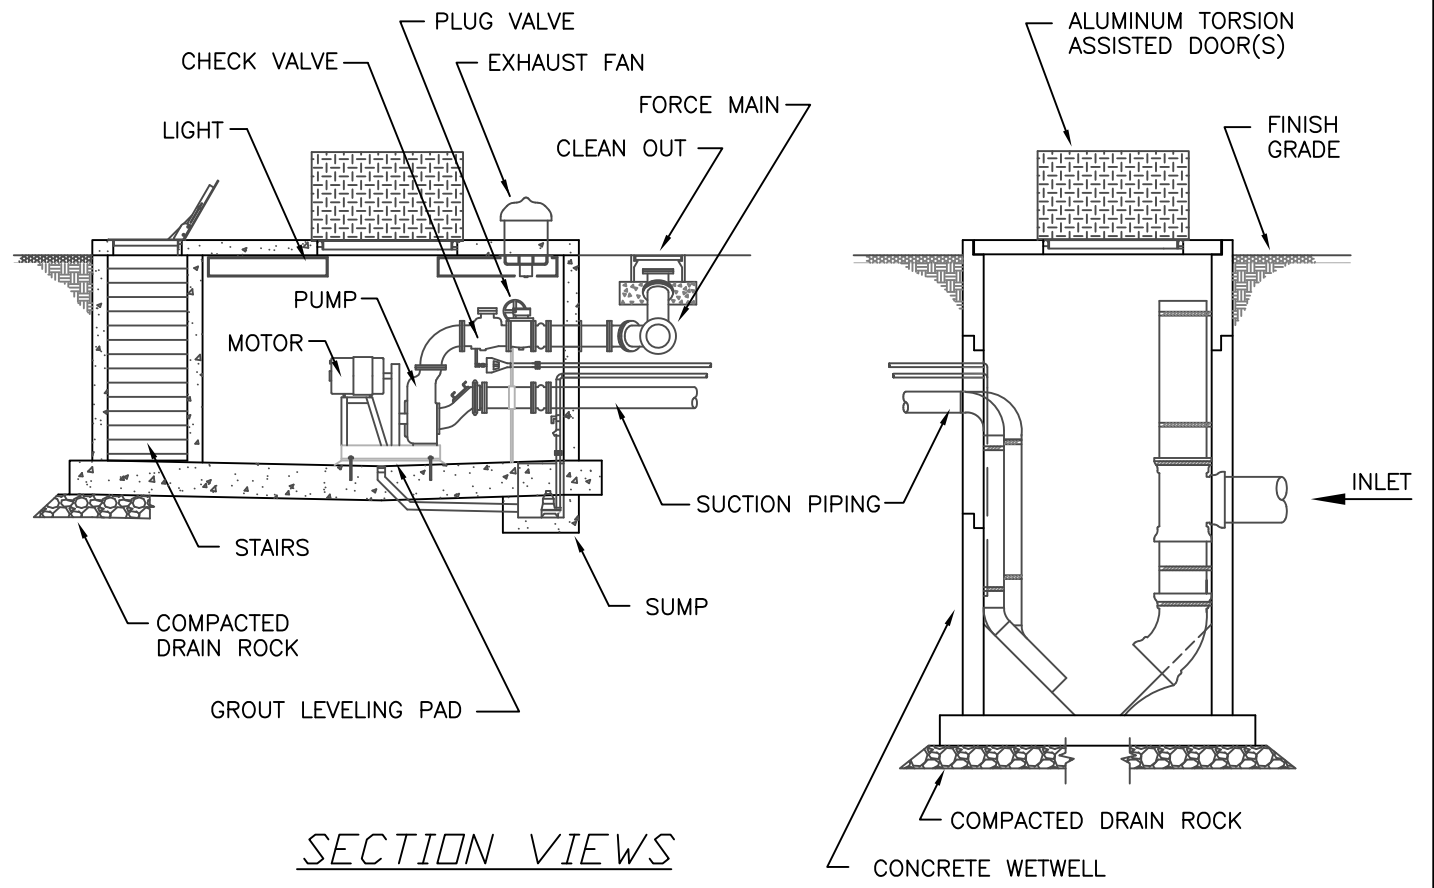 PLUG VALVE
CHECK VALVE
EXHAUST FAN
FORCE MAIN
LIGHT
CLEAN OUT
PUMP
MOTOR
SUCTION PIPING
STAIRS
SUMP
COMPACTED
DRAIN ROCK
GROUT LEVELING PAD
ALUMINUM TORSION
ASSISTED DOOR(S)
FINISH
GRADE
INLET
COMPACTED DRAIN ROCK
CONCRETE WETWELL
SECTION VIEWS